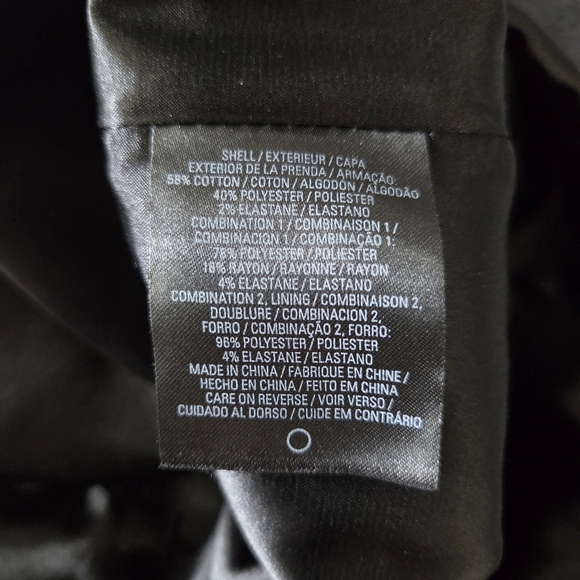 SHELL / EXTERIEUR / CAPA
EXTERIOR DE LA PRENDA / ARMAÇÃO:
58% COTTON / COTON / ALGODÓN / ALGODÃO
40% POLYESTER / POLIESTER
2% ELASTANE / ELASTANO
COMBINATION 1 / COMBINAISON 1 /
COMBINACION 1 / COMBINAÇÃO 1:
78% POLYESTER / POLIESTER
18% RAYON / RAYONNE / RAYON
4% ELASTANE / ELASTANO
COMBINATION 2, LINING / COMBINAISON 2,
DOUBLURE / COMBINACION 2,
FORRO / COMBINAÇÃO 2, FORRO:
96% POLYESTER / POLIESTER
4% ELASTANE / ELASTANO
MADE IN CHINA / FABRIQUE EN CHINE /
HECHO EN CHINA / FEITO EM CHINA
CARE ON REVERSE / VOIR VERSO /
CUIDADO AL DORSO / CUIDE EM CONTRÁRIO